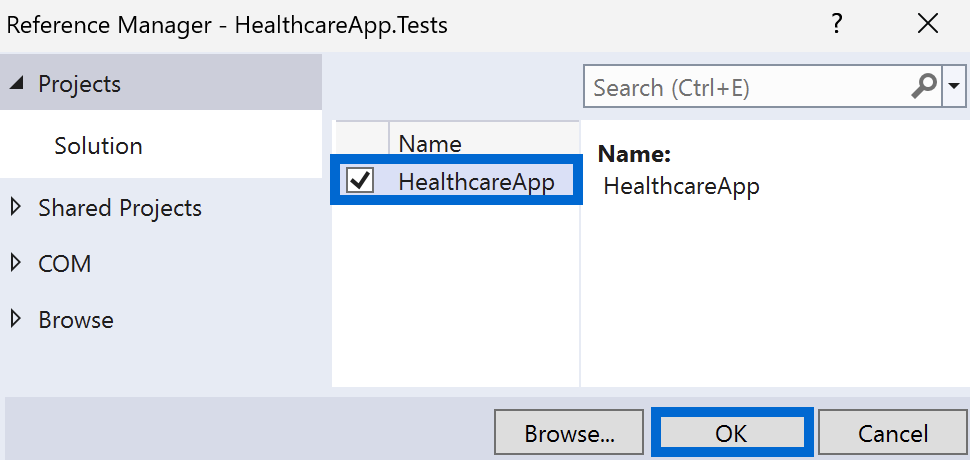 Reference Manager - HealthcareApp.Tests ?
Projects
Search (Ctrl+E)
Solution
Name
Name:
HealthcareApp
HealthcareApp
Shared Projects
COM
Browse
Browse... OK Cancel